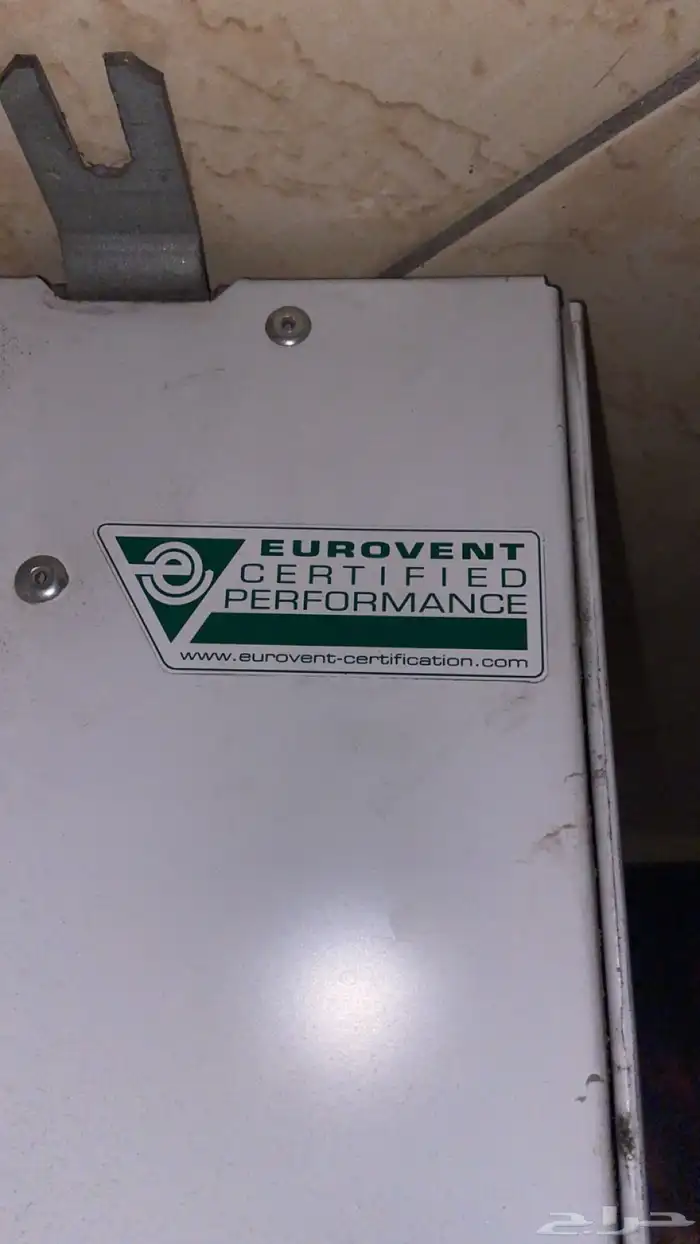 e
EUROVENT
CERTIFIED
PERFORMANCE
www.eurovent-certification.com
حراج